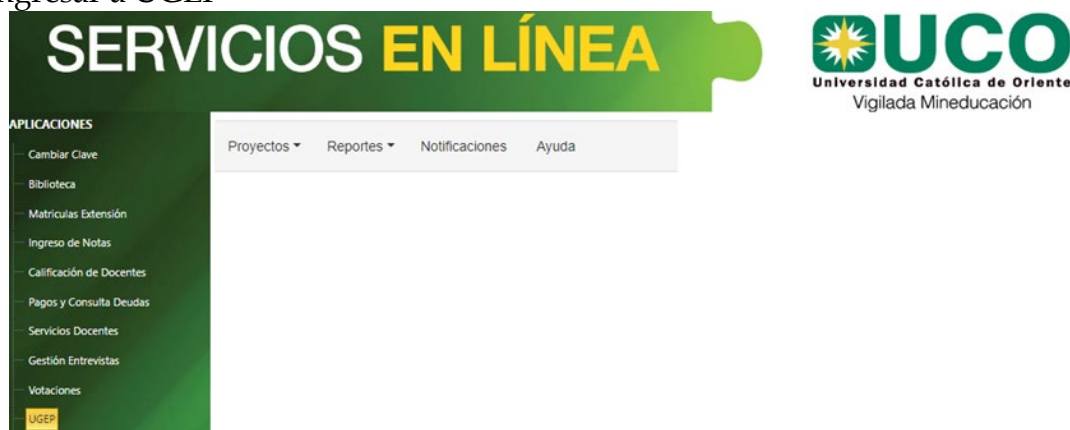 SERVICIOS EN LÍNEA
UCO
Universidad Católica de Oriente
Vigilada Mineducación
APLICACIONES
Cambiar Clave
Biblioteca
Matriculas Extensión
Ingreso de Notas
Calificación de Docentes
Pagos y Consulta Deudas
Servicios Docentes
Gestión Entrevistas
Votaciones
UGEP
Proyectos Reportes Notificaciones Ayuda